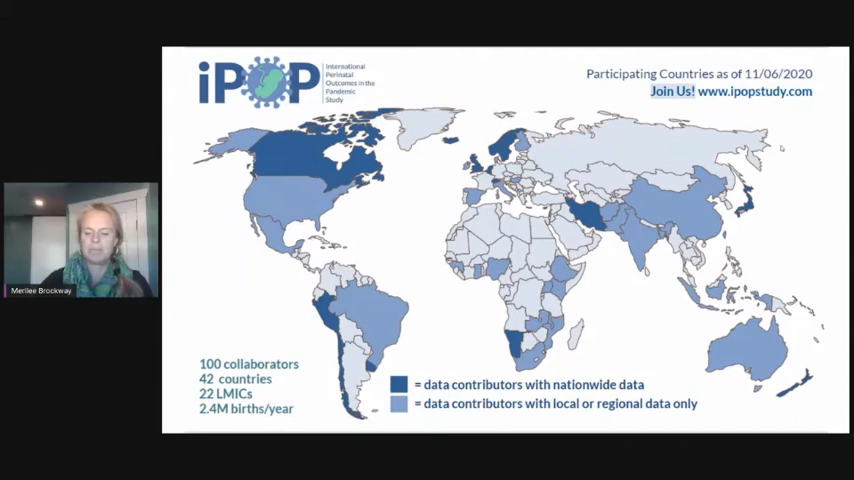 iPOP
International
Perinatal
Outcomes in the
Pandemic
Study
Participating Countries as of 11/06/2020
Join Us! www.ipopstudy.com
Merilee Brockway
100 collaborators
42 countries
22 LMICs
2.4M births/year
= data contributors with nationwide data
= data contributors with local or regional data only